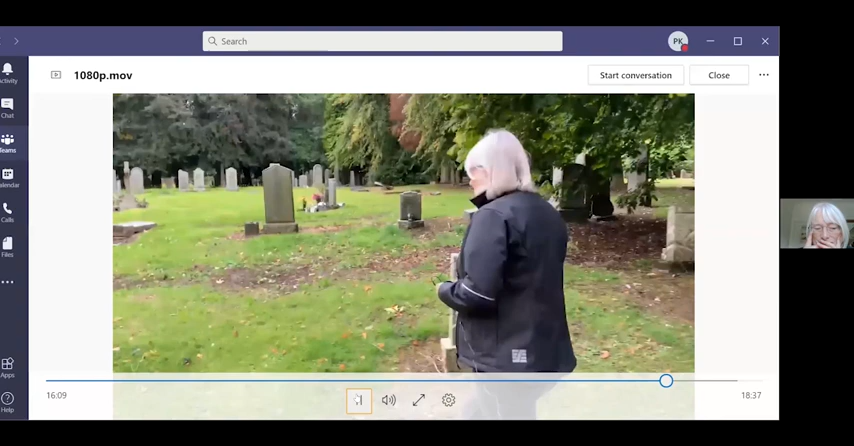 Search
PK
1080p.mov
Start conversation
Close
Activity
Chat
Teams
Calendar
Calls
Files
Apps
Help
16:09
18:37